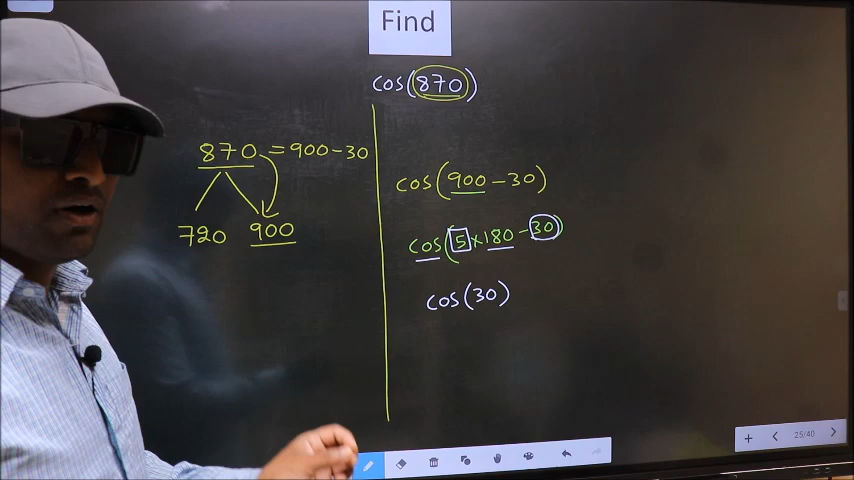 Find
cos(870)
870 = 900-30
720 900
cos(900-30)
cos(5×180-30)
cos(30)
25/40